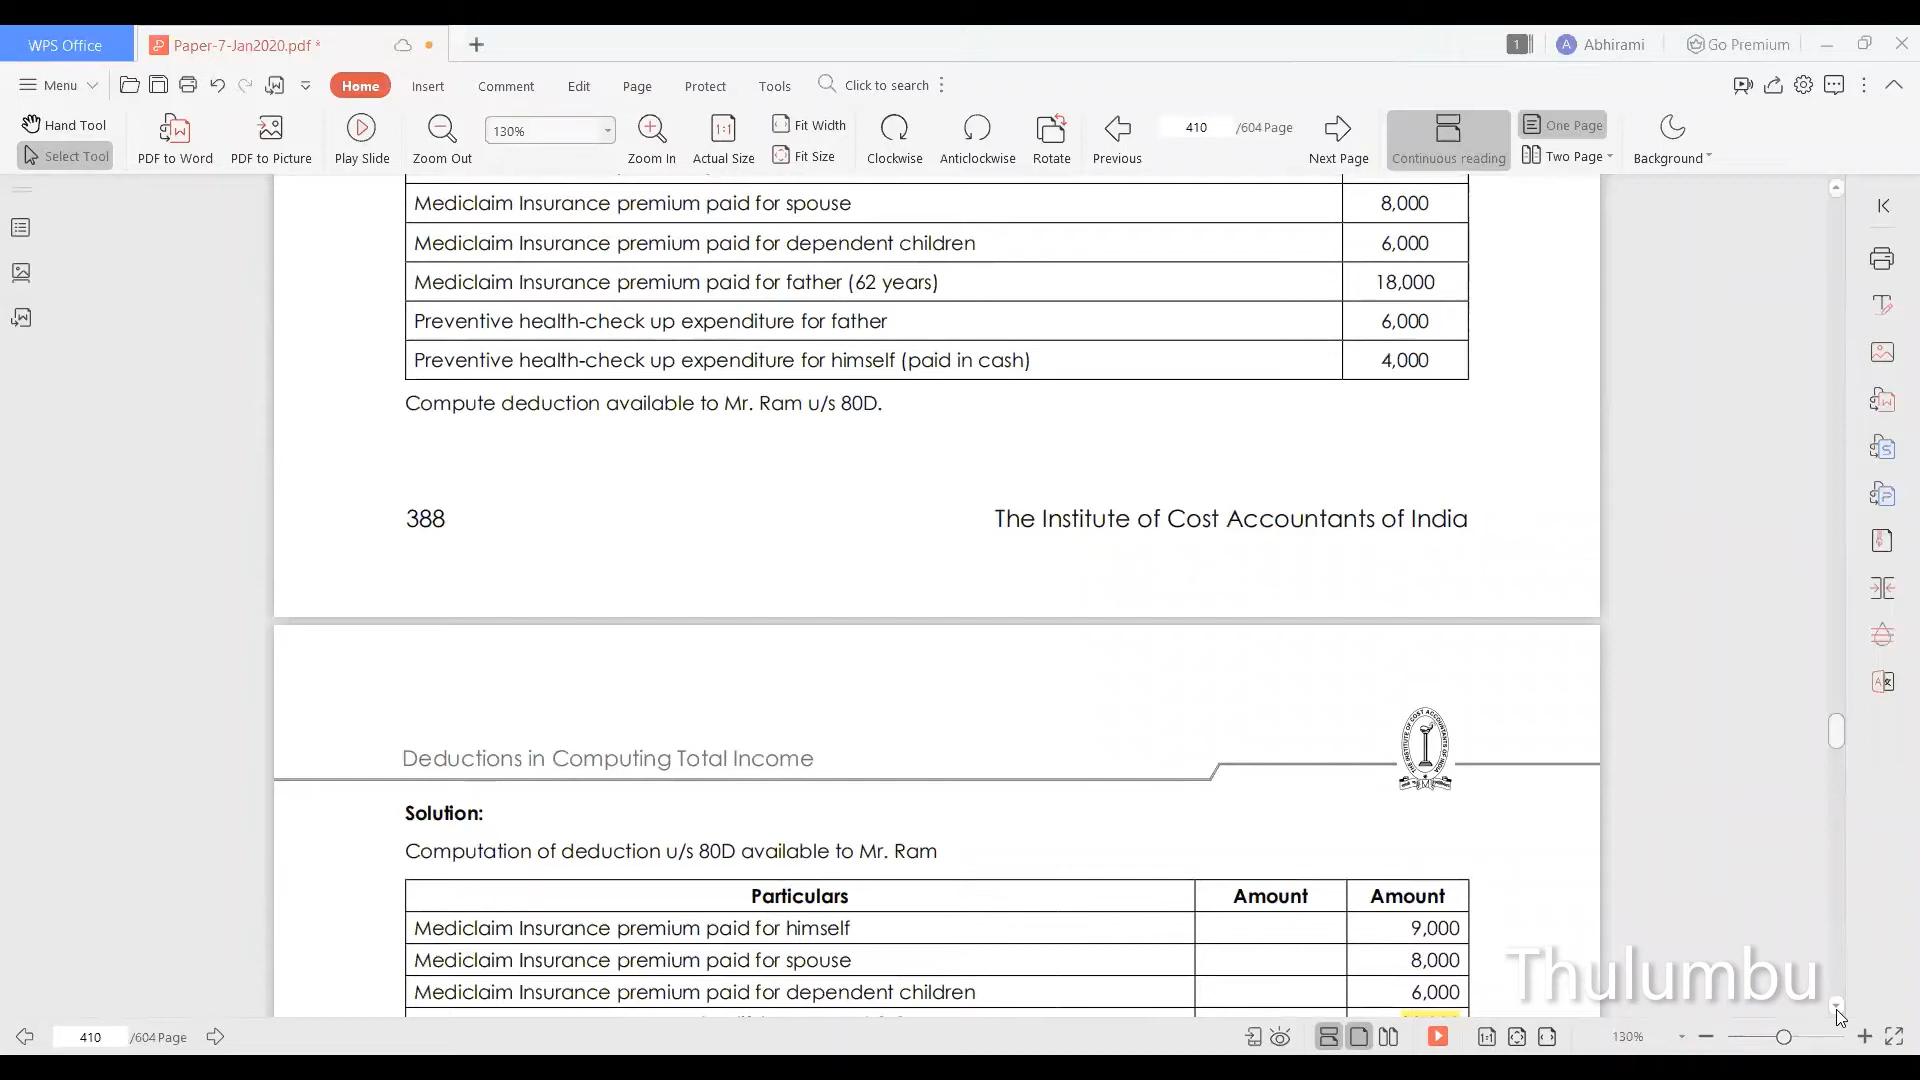 WPS Office
Paper-7-Jan2020.pdf *
1
A
Abhirami
Go Premium
Menu
Home
Insert
Comment
Edit
Page
Protect
Tools
Click to search
Hand Tool
Select Tool
PDF to Word
PDF to Picture
Play Slide
Zoom Out
130%
Zoom In
1:1
Actual Size
Fit Width
Fit Size
Clockwise
Anticlockwise
Rotate
Previous
410
/604 Page
Next Page
Continuous reading
One Page
Two Page
Background
Mediclaim Insurance premium paid for spouse 8,000
Mediclaim Insurance premium paid for dependent children 6,000
Mediclaim Insurance premium paid for father (62 years) 18,000
Preventive health-check up expenditure for father 6,000
Preventive health-check up expenditure for himself (paid in cash) 4,000
Compute deduction available to Mr. Ram u/s 80D.
388 The Institute of Cost Accountants of India
Deductions in Computing Total Income
Solution:
Computation of deduction u/s 80D available to Mr. Ram
Particulars Amount Amount
Mediclaim Insurance premium paid for himself 9,000
Mediclaim Insurance premium paid for spouse 8,000
Mediclaim Insurance premium paid for dependent children 6,000
Thulumbu
410 /604 Page
1:1
130%